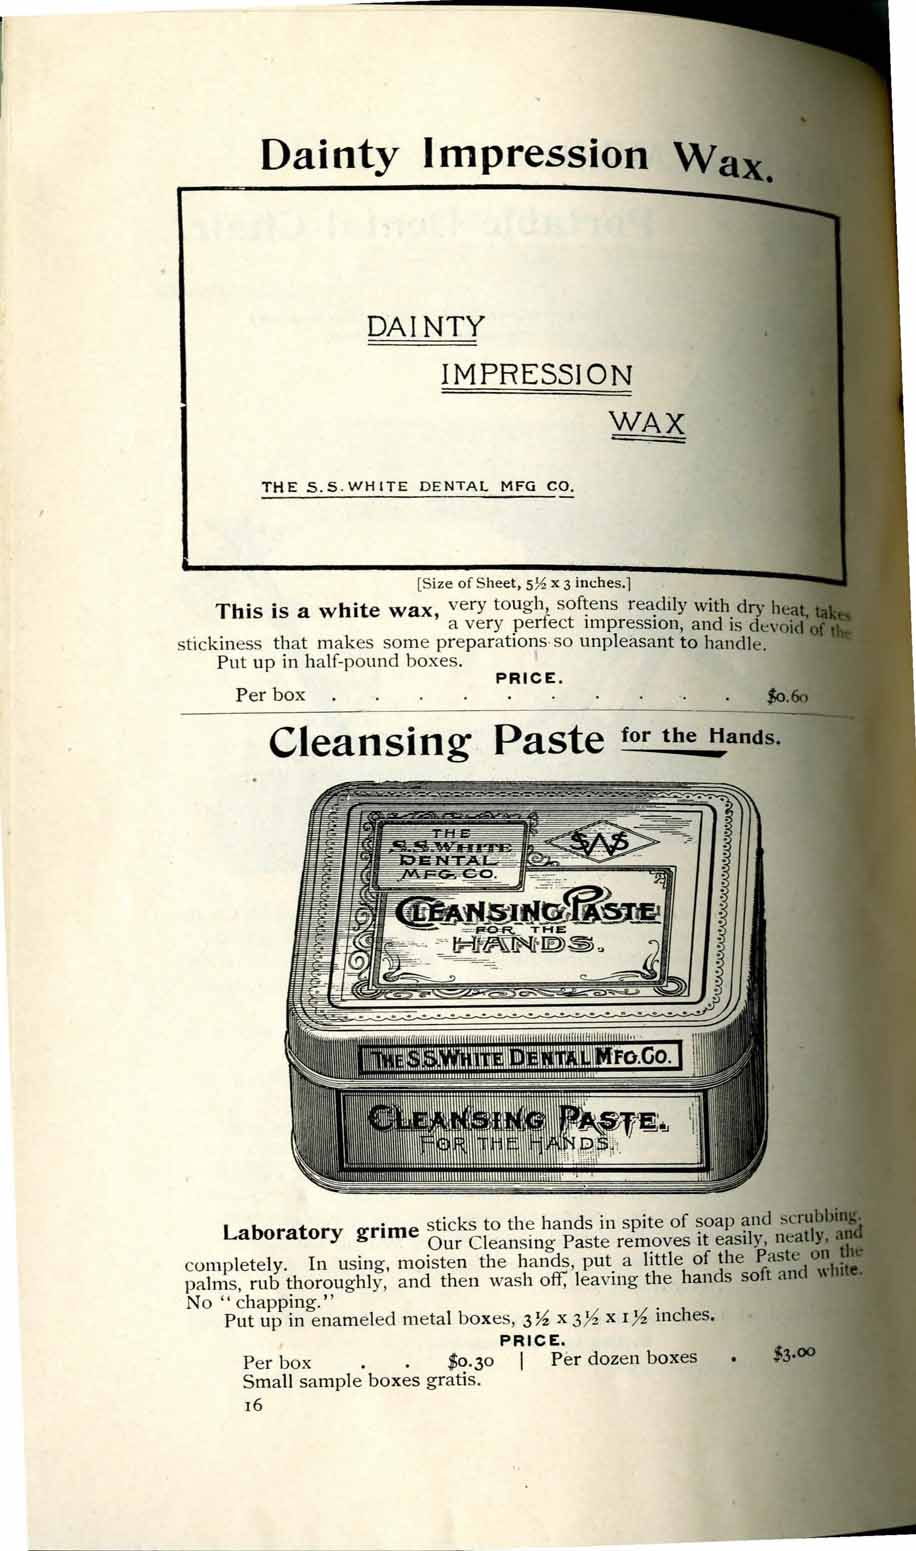 Dainty Impression Wax.
DAINTY
IMPRESSION
WAX
THE S.S. WHITE DENTAL MFG CO.
[Size of Sheet, 5½ x 3 inches.]
This is a white wax, very tough, softens readily with dry heat, takes
a very perfect impression, and is devoid of the
stickiness that makes some preparations so unpleasant to handle.
Put up in half-pound boxes.
PRICE.
Per box . . . . . . . . . . $0.60
Cleansing Paste for the Hands.
THE
S.S. WHITE
DENTAL
MFG. CO.
SWS
CLEANSING PASTE
FOR THE
HANDS.
THE S.S. WHITE DENTAL MFG. CO.
CLEANSING PASTE.
FOR THE HANDS.
Laboratory grime sticks to the hands in spite of soap and scrubbing.
Our Cleansing Paste removes it easily, neatly, and
completely. In using, moisten the hands, put a little of the Paste on the
palms, rub thoroughly, and then wash off, leaving the hands soft and white.
No "chapping."
Put up in enameled metal boxes, 3½ x 3½ x 1½ inches.
PRICE.
Per box . . $0.30 | Per dozen boxes . $3.00
Small sample boxes gratis.
16